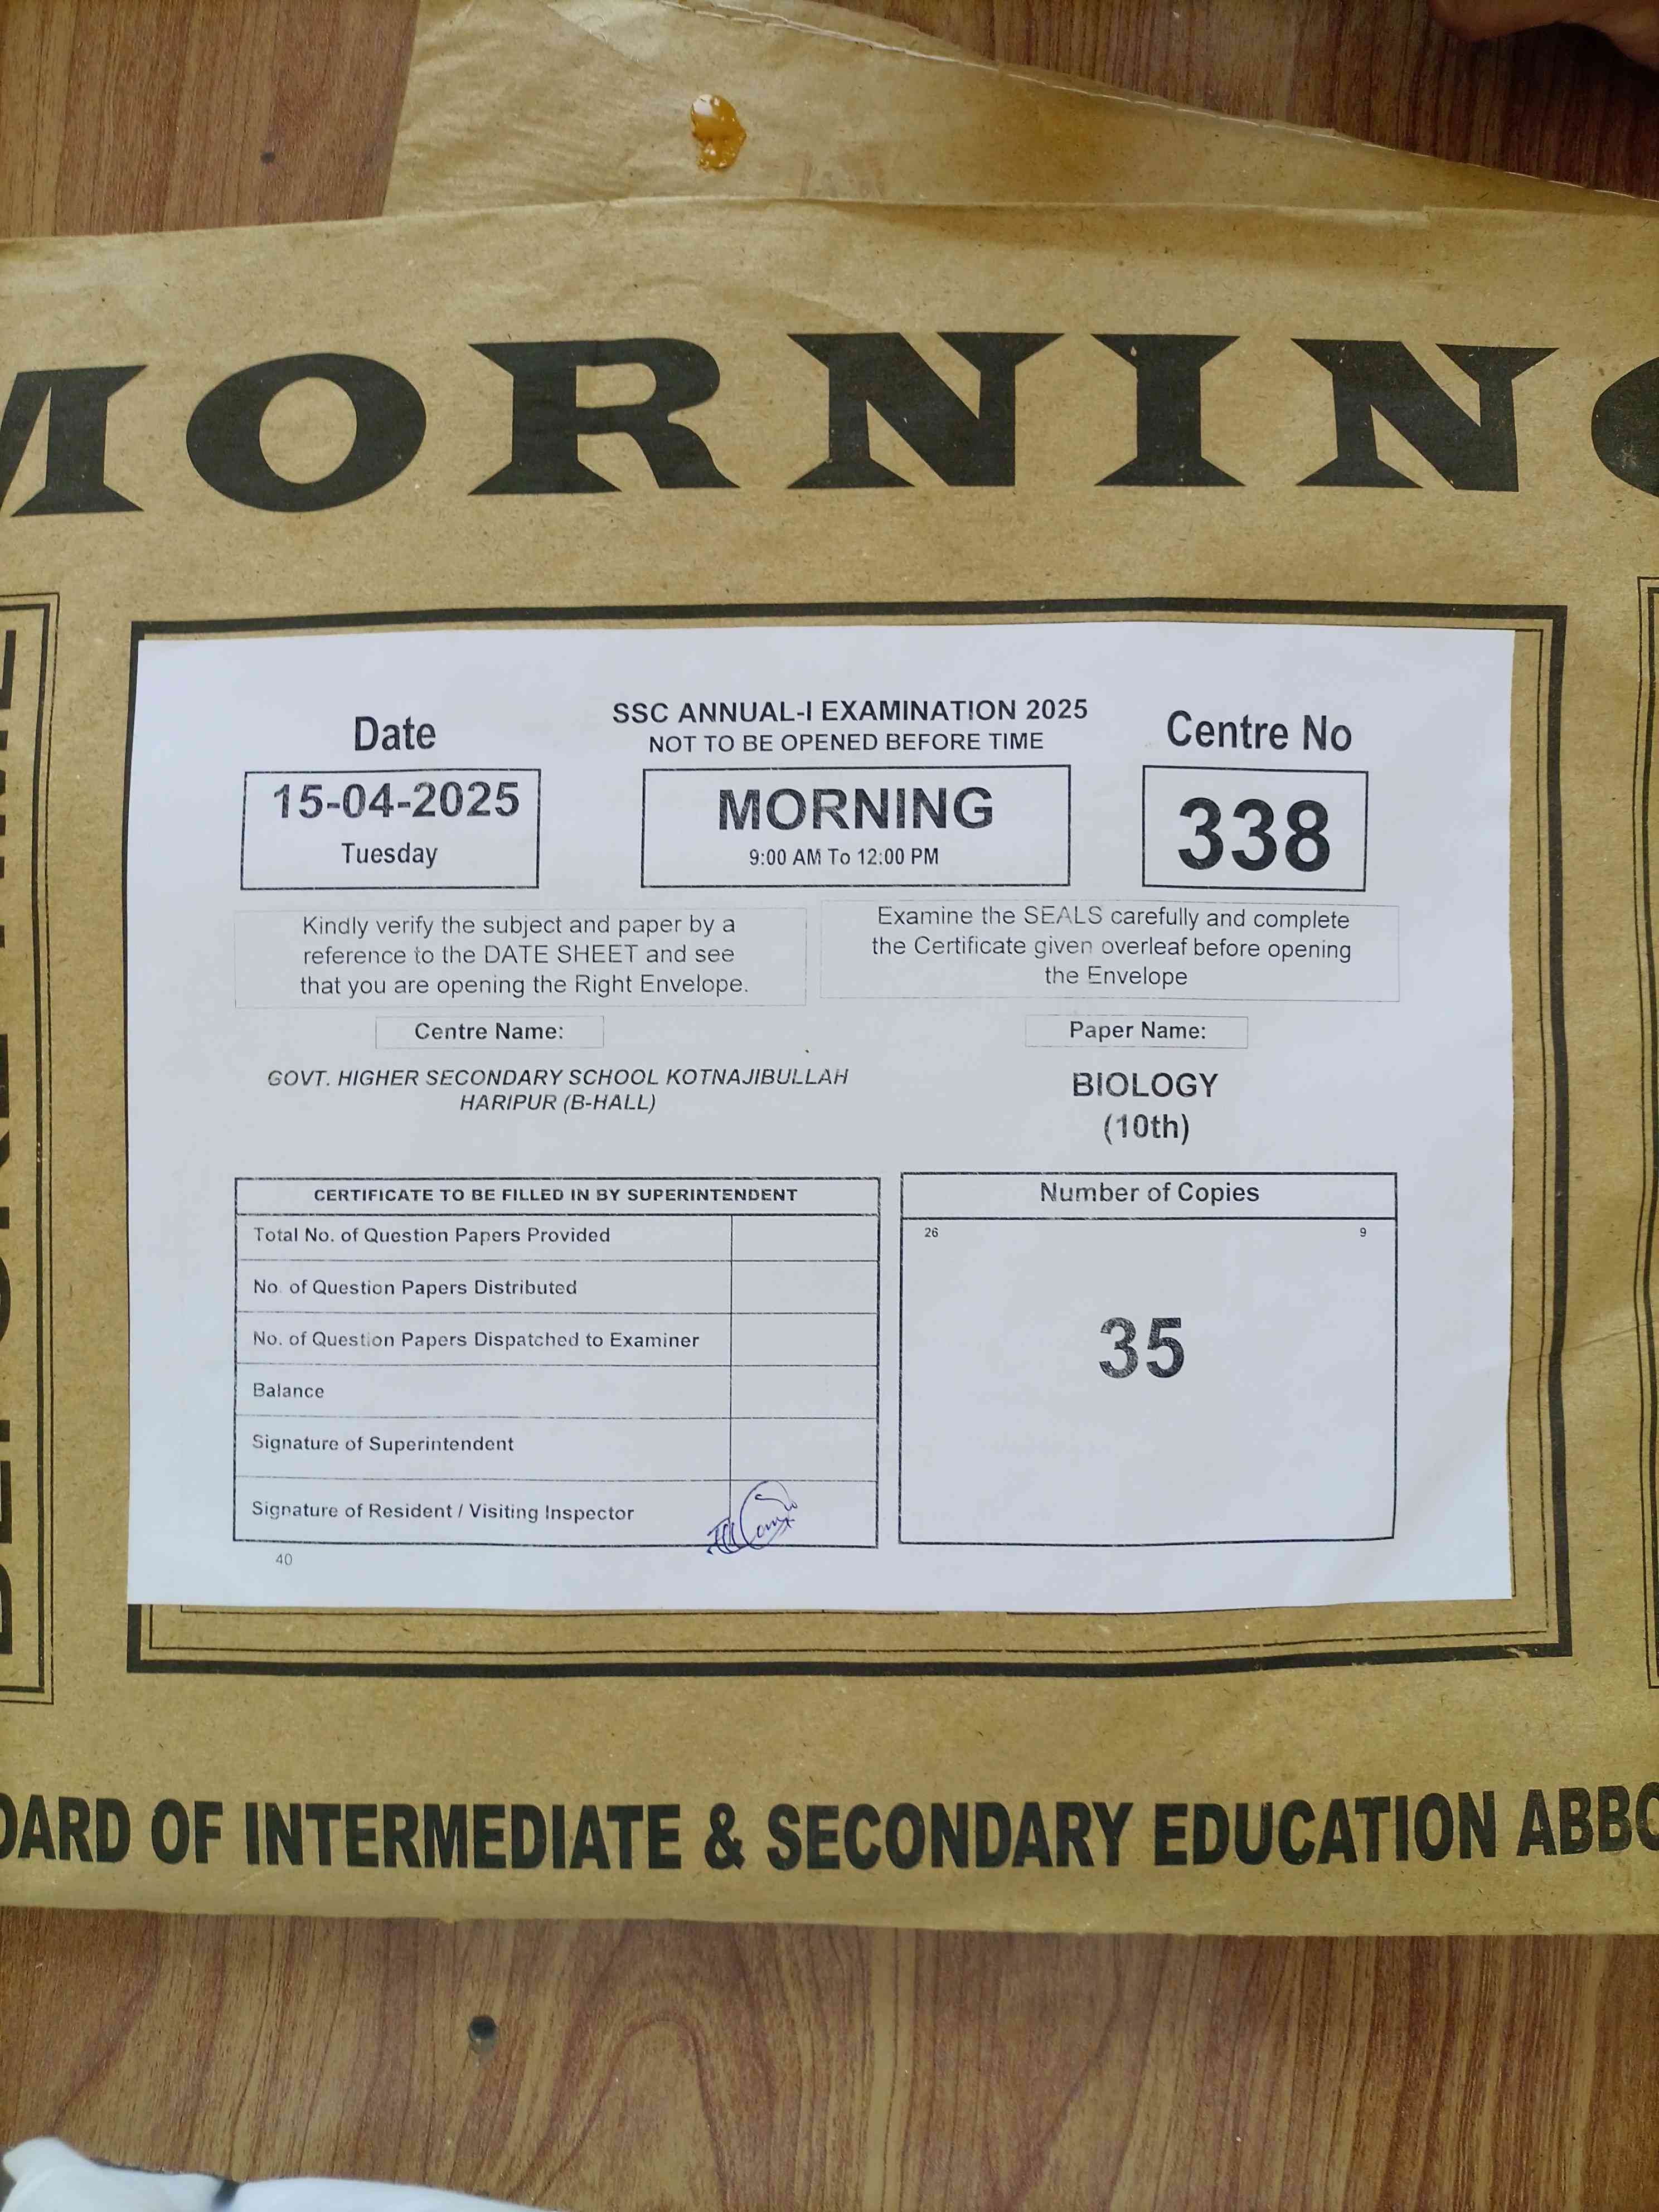 MORNING
SSC ANNUAL-I EXAMINATION 2025
NOT TO BE OPENED BEFORE TIME
Date
Centre No
15-04-2025
Tuesday
MORNING
9:00 AM To 12:00 PM
338
Kindly verify the subject and paper by a
reference to the DATE SHEET and see
that you are opening the Right Envelope.
Examine the SEALS carefully and complete
the Certificate given overleaf before opening
the Envelope
Centre Name:
Paper Name:
GOVT. HIGHER SECONDARY SCHOOL KOTNAJIBULLAH
HARIPUR (B-HALL)
BIOLOGY
(10th)
CERTIFICATE TO BE FILLED IN BY SUPERINTENDENT
Total No. of Question Papers Provided
No. of Question Papers Distributed
No. of Question Papers Dispatched to Examiner
Balance
Signature of Superintendent
Signature of Resident / Visiting Inspector
40
Number of Copies
26 9
35
OARD OF INTERMEDIATE & SECONDARY EDUCATION ABBO